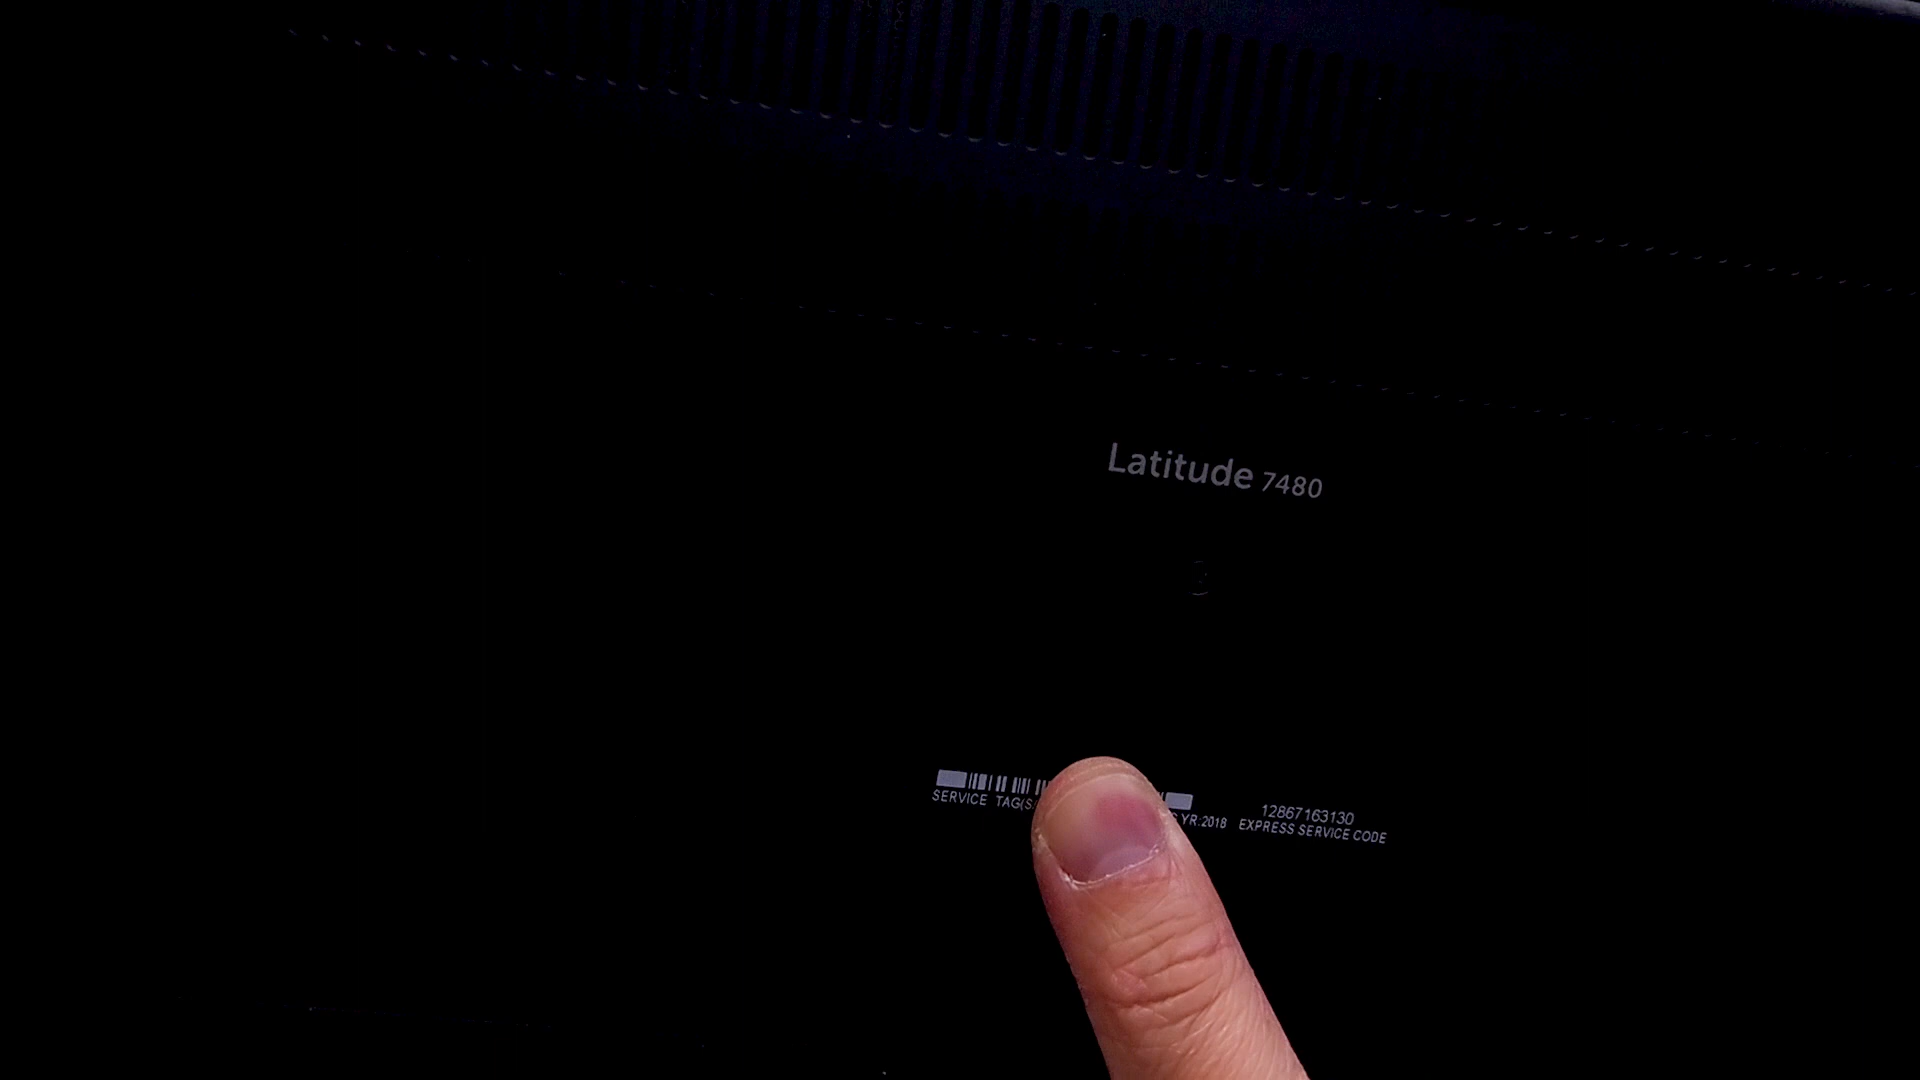 Latitude 7480
SERVICE TAG(S
YR:2018
12867163130
EXPRESS SERVICE CODE